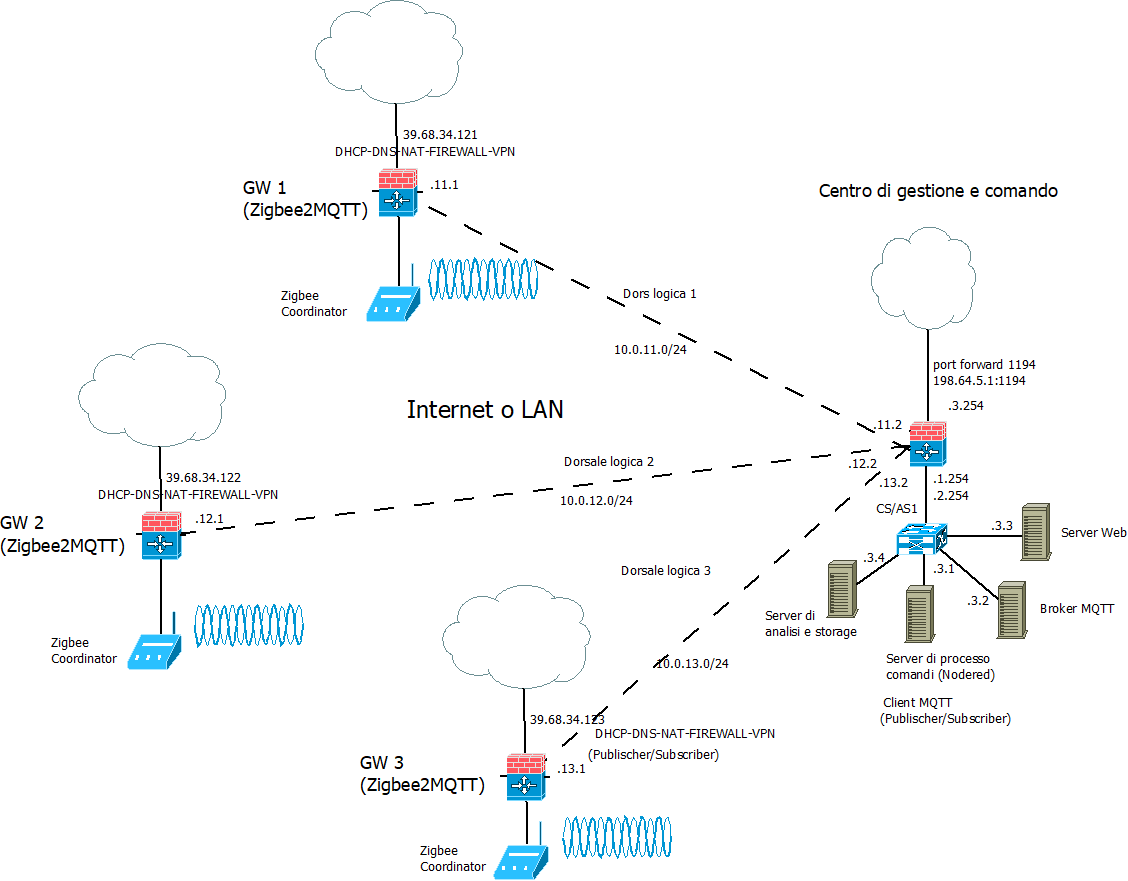 39.68.34.121
DHCP-DNS-NAT-FIREWALL-VPN
GW 1
(Zigbee2MQTT)
.11.1
Zigbee
Coordinator
Dors logica 1
10.0.11.0/24
Centro di gestione e comando
port forward 1194
198.64.5.1:1194
.3.254
.11.2
.12.2
.13.2
.1.254
.2.254
CS/AS1
.3.3
Server Web
.3.4
.3.1
.3.2
Broker MQTT
Server di
analisi e storage
Server di processo
comandi (Nodered)
Client MQTT
(Publischer/Subscriber)
Internet o LAN
39.68.34.122
DHCP-DNS-NAT-FIREWALL-VPN
GW 2
(Zigbee2MQTT)
.12.1
Zigbee
Coordinator
Dorsale logica 2
10.0.12.0/24
Dorsale logica 3
10.0.13.0/24
39.68.34.123
DHCP-DNS-NAT-FIREWALL-VPN
(Publischer/Subscriber)
GW 3
(Zigbee2MQTT)
.13.1
Zigbee
Coordinator